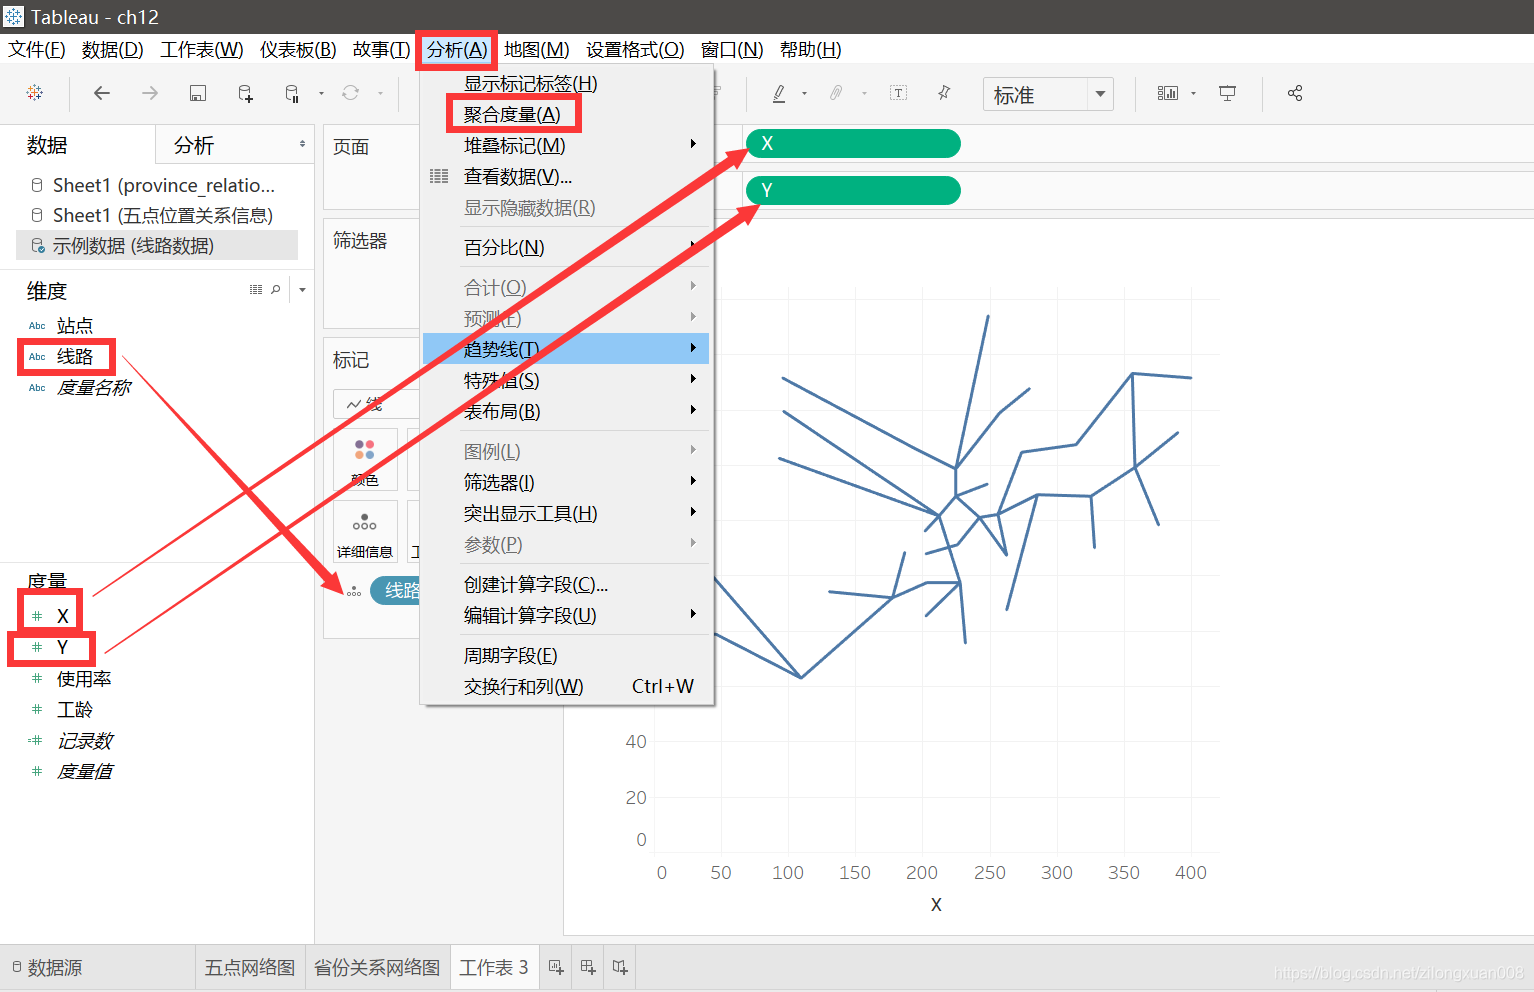 Tableau - ch12
文件(F) 数据(D) 工作表(W) 仪表板(B) 故事(T) 分析(A) 地图(M) 设置格式(O) 窗口(N) 帮助(H)
标准
数据
分析
Sheet1 (province_relatio...
Sheet1 (五点位置关系信息)
示例数据 (线路数据)
维度
Abc 站点
Abc 线路
Abc 度量名称
度量
# X
# Y
# 使用率
# 工龄
=# 记录数
# 度量值
页面
筛选器
标记
线
颜色
详细信息
线路
显示标记标签(H)
聚合度量(A)
堆叠标记(M)
查看数据(V)...
显示隐藏数据(R)
百分比(N)
合计(O)
预测(F)
趋势线(T)
特殊值(S)
表布局(B)
图例(L)
筛选器(I)
突出显示工具(H)
参数(P)
创建计算字段(C)...
编辑计算字段(U)
周期字段(E)
交换行和列(W) Ctrl+W
X
Y
40
20
0
0 50 100 150 200 250 300 350 400
X
数据源 五点网络图 省份关系网络图 工作表 3
https://blog.csdn.net/zilongxuan008